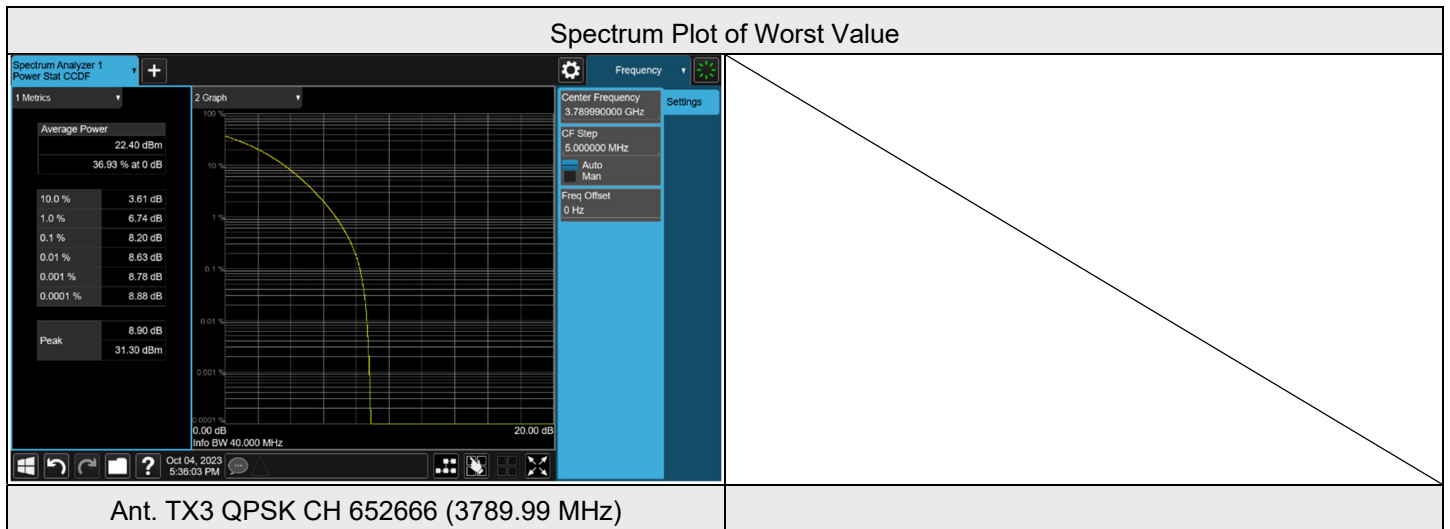 Spectrum Plot of Worst Value
Spectrum Analyzer 1
Power Stat CCDF
+
Frequency
1 Metrics
2 Graph
Average Power
22.40 dBm
36.93 % at 0 dB
10.0 % 3.61 dB
1.0 % 6.74 dB
0.1 % 8.20 dB
0.01 % 8.63 dB
0.001 % 8.78 dB
0.0001 % 8.88 dB
Peak
8.90 dB
31.30 dBm
100 %
10 %
1 %
0.1 %
0.01 %
0.001 %
0.0001 %
0.00 dB
20.00 dB
Info BW 40.000 MHz
Center Frequency
3.789990000 GHz
Settings
CF Step
5.000000 MHz
Auto
Man
Freq Offset
0 Hz
?
Oct 04, 2023
5:36:03 PM
Ant. TX3 QPSK CH 652666 (3789.99 MHz)